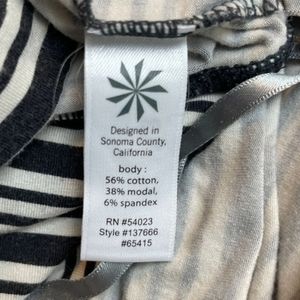 Designed in
Sonoma County,
California
body :
56% cotton,
38% modal,
6% spandex
RN #54023
Style #137666
#65415